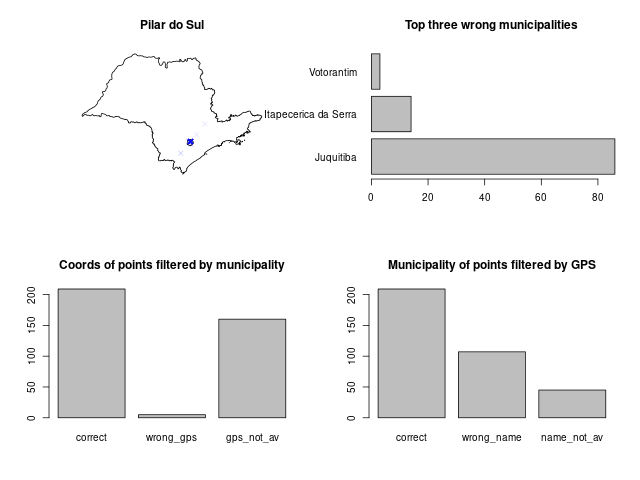 Pilar do Sul
Top three wrong municipalities
Votorantim
Itapecerica da Serra
Juquitiba
0 20 40 60 80
Coords of points filtered by municipality
200
150
100
50
0
correct wrong_gps gps_not_av
Municipality of points filtered by GPS
200
150
100
50
0
correct wrong_name name_not_av